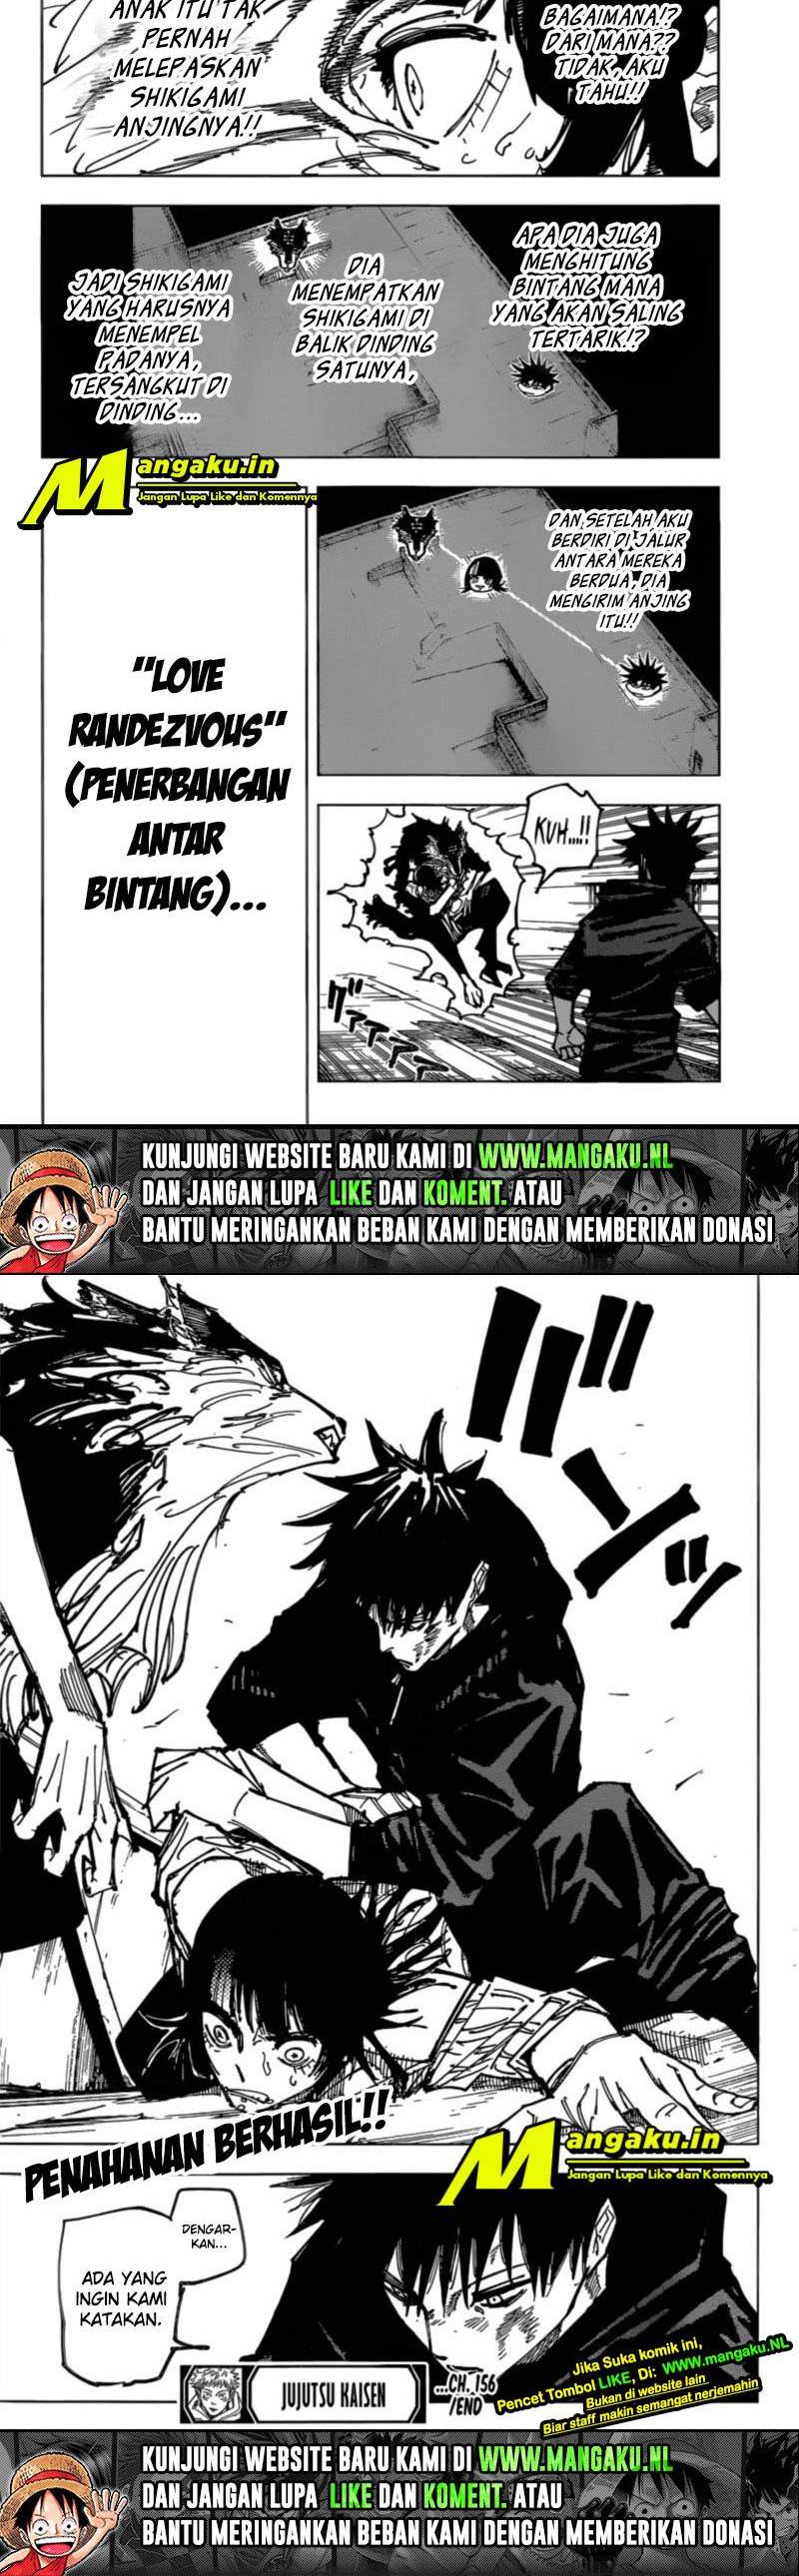 BAGAIMANA!?
DARI MANA??
TIDAK, AKU
TAHU!!
ANAK ITU TAK
PERNAH
MELEPASKAN
SHIKIGAMI
ANJINGNYA!!
APA DIA JUGA
MENGHITUNG
BINTANG MANA
YANG AKAN SALING
TERTARIK!?
DIA
MENEMPATKAN
SHIKIGAMI DI
BALIK DINDING
SATUNYA,
JADI SHIKIGAMI
YANG HARUSNYA
MENEMPEL
PADANYA,
TERSANGKUT DI
DINDING...
Mangaku.in
Jangan Lupa Like dan Komennya
DAN SETELAH AKU
BERDIRI DI JALUR
ANTARA MEREKA
BERDUA, DIA
MENGIRIM ANJING
ITU!!
KUH...!!
グァァァァ
"LOVE
RANDEZVOUS"
(PENERBANGAN
ANTAR
BINTANG)...
KUNJUNGI WEBSITE BARU KAMI DI WWW.MANGAKU.NL
DAN JANGAN LUPA LIKE DAN KOMENT. ATAU
BANTU MERINGANKAN BEBAN KAMI DENGAN MEMBERIKAN DONASI
PENAHANAN BERHASIL!!
Mangaku.in
Jangan Lupa Like dan Komennya
DENGAR-
KAN...
ADA YANG
INGIN KAMI
KATAKAN.
JUJUTSU KAISEN
...CH. 156
/END
Jika Suka komik ini,
Pencet Tombol LIKE, Di: WWW.mangaku.NL
Bukan di website lain
Biar staff makin semangat nerjemahin
KUNJUNGI WEBSITE BARU KAMI DI WWW.MANGAKU.NL
DAN JANGAN LUPA LIKE DAN KOMENT. ATAU
BANTU MERINGANKAN BEBAN KAMI DENGAN MEMBERIKAN DONASI